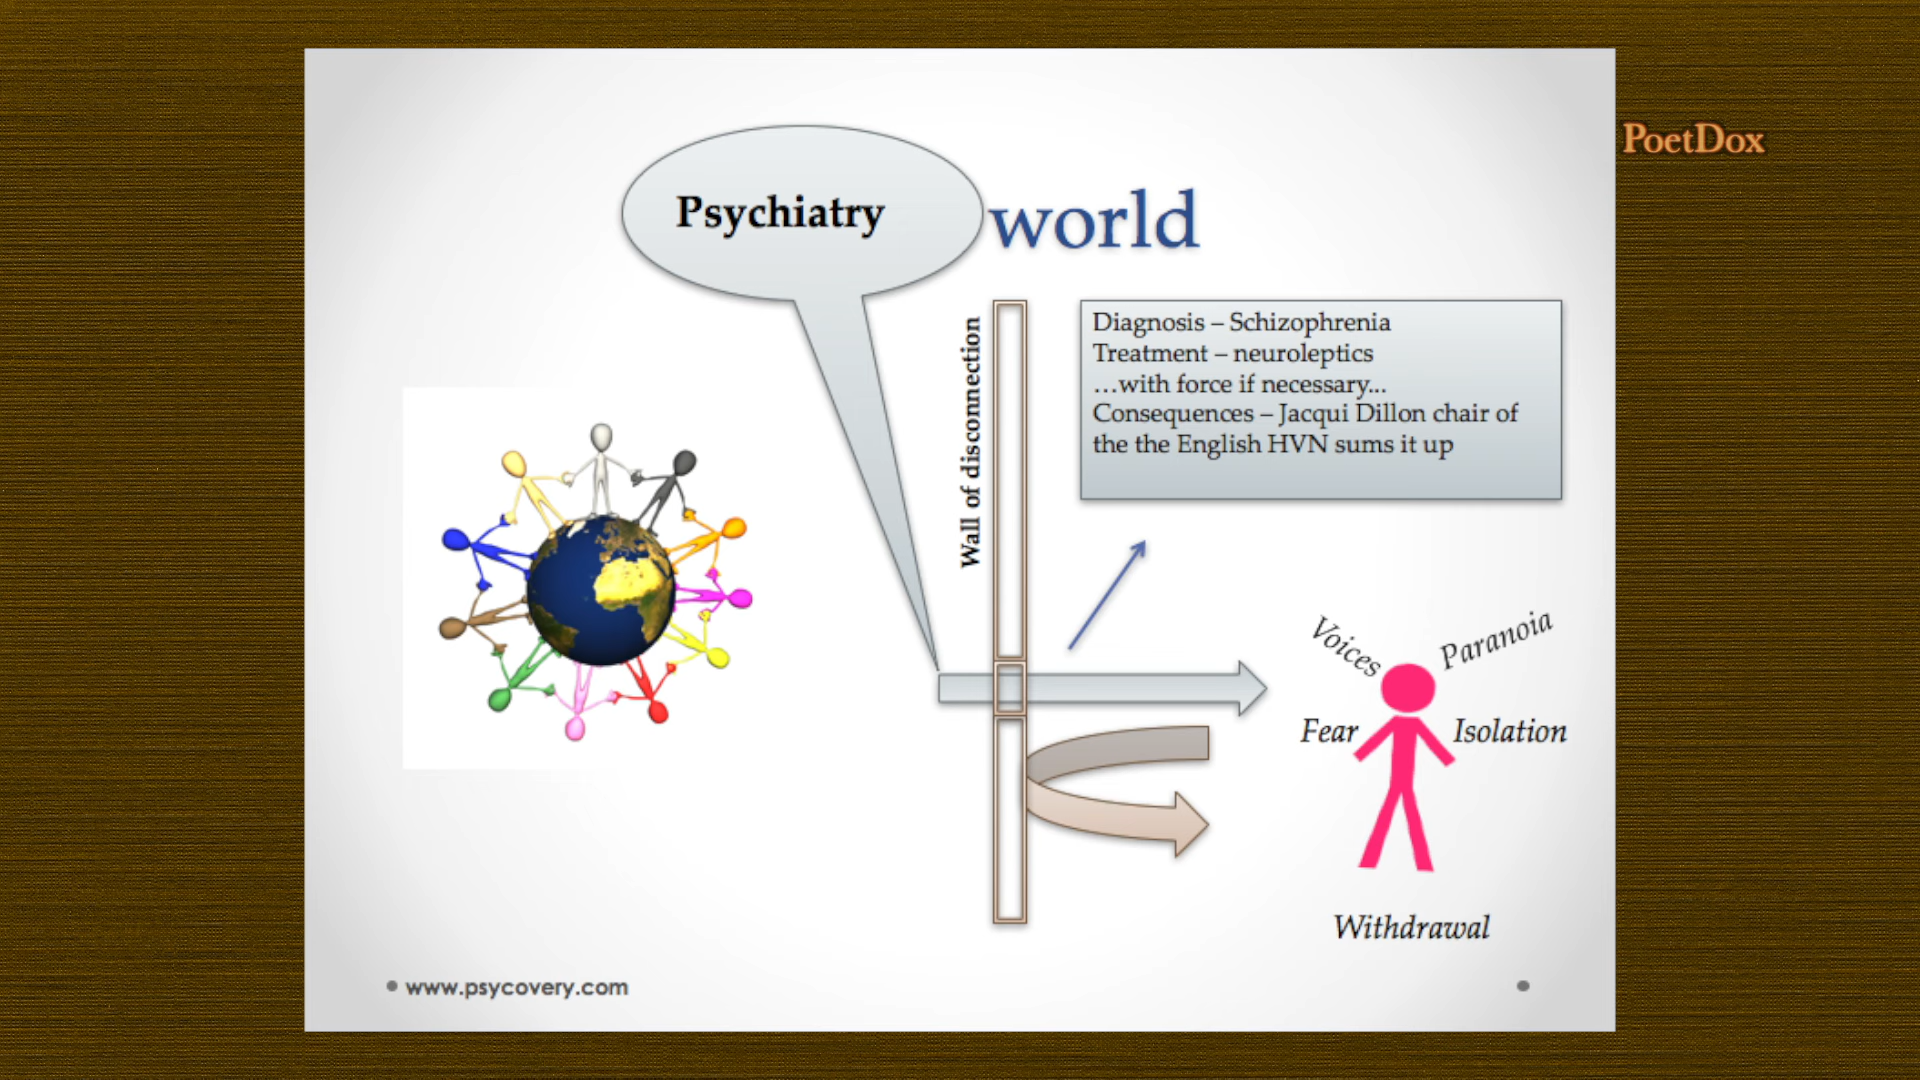 PoetDox
Psychiatry
world
Wall of disconnection
Diagnosis – Schizophrenia
Treatment – neuroleptics
...with force if necessary...
Consequences – Jacqui Dillon chair of
the the English HVN sums it up
Voices
Paranoia
Fear
Isolation
Withdrawal
www.psycovery.com